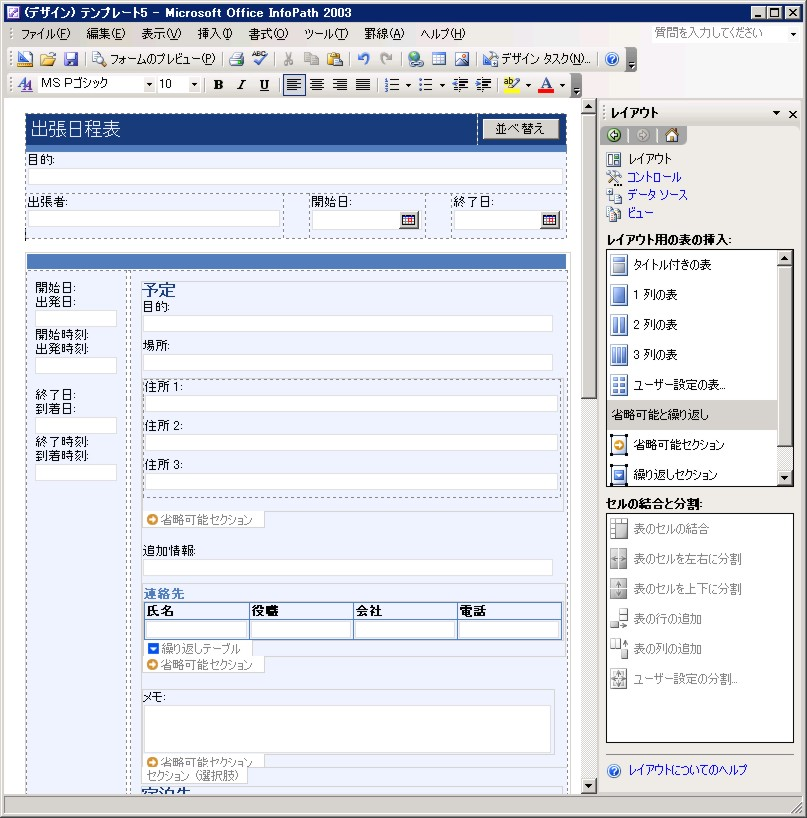 (デザイン) テンプレート5 - Microsoft Office InfoPath 2003
ファイル(F) 編集(E) 表示(V) 挿入(I) 書式(O) ツール(T) 罫線(A) ヘルプ(H) 質問を入力してください
フォームのプレビュー(P) デザイン タスク(N)...
MS Pゴシック 10 B I U
出張日程表 並べ替え
目的:
出張者: 開始日: 終了日:
開始日:
出発日:
開始時刻:
出発時刻:
終了日:
到着日:
終了時刻:
到着時刻:
予定
目的:
場所:
住所 1:
住所 2:
住所 3:
省略可能セクション
追加情報:
連絡先
氏名 役職 会社 電話
繰り返しテーブル
省略可能セクション
メモ:
省略可能セクション
セクション (選択肢)
宿泊先
レイアウト
レイアウト
コントロール
データ ソース
ビュー
レイアウト用の表の挿入:
タイトル付きの表
1 列の表
2 列の表
3 列の表
ユーザー設定の表...
省略可能と繰り返し
省略可能セクション
繰り返しセクション
セルの結合と分割:
表のセルの結合
表のセルを左右に分割
表のセルを上下に分割
表の行の追加
表の列の追加
ユーザー設定の分割...
レイアウトについてのヘルプ